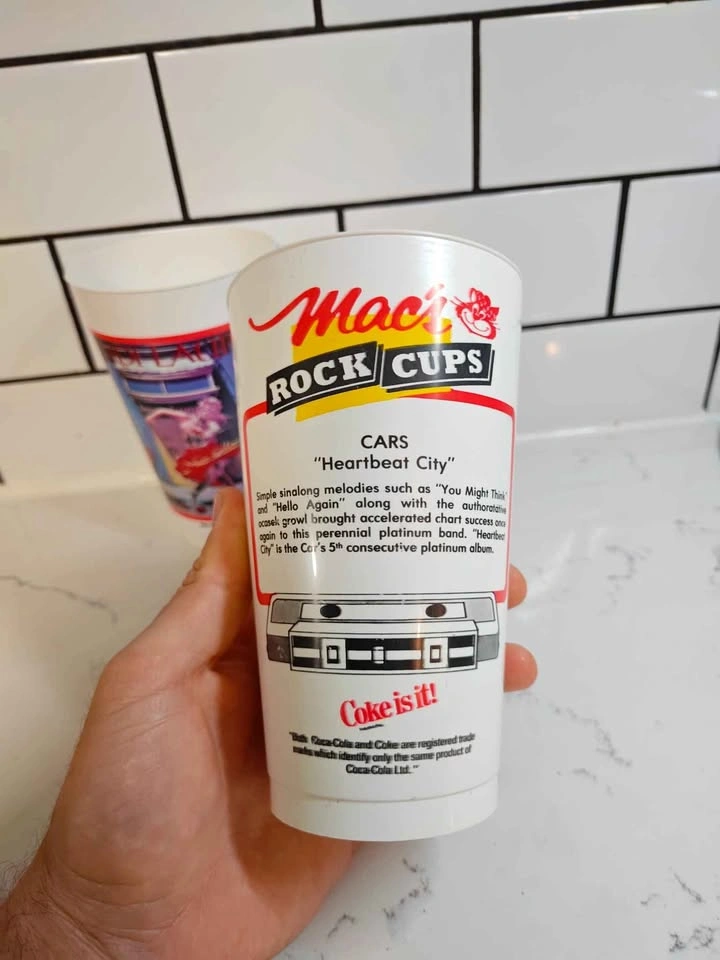 Mac's
ROCK CUPS
CARS
"Heartbeat City"
Simple sinalong melodies such as "You Might Think"
and "Hello Again" along with the authoratative
ocasek growl brought accelerated chart success once
again to this perennial platinum band. "Heartbeat
City" is the Car's 5th consecutive platinum album.
Coke is it!
"Both Coca-Cola and Coke are registered trade
marks which identify only the same product of
Coca-Cola Ltd."